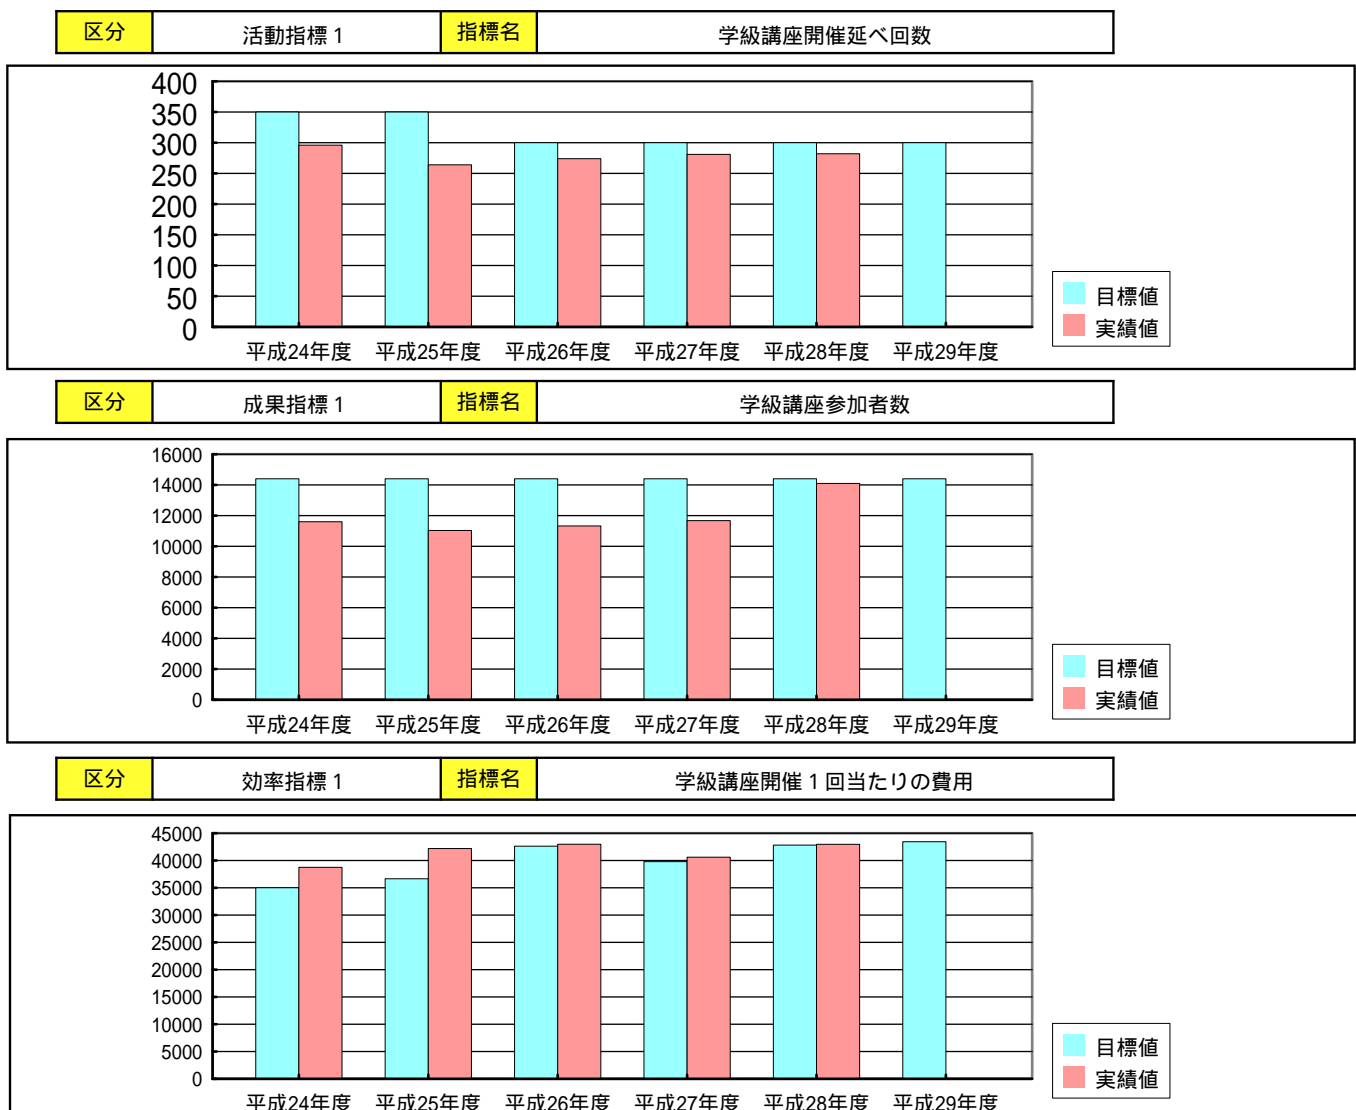 区分 活動指標1 指標名 学級講座開催延べ回数
400
350
300
250
200
150
100
50
0
平成24年度 平成25年度 平成26年度 平成27年度 平成28年度 平成29年度
目標値
実績値
区分 成果指標1 指標名 学級講座参加者数
16000
14000
12000
10000
8000
6000
4000
2000
0
平成24年度 平成25年度 平成26年度 平成27年度 平成28年度 平成29年度
目標値
実績値
区分 効率指標1 指標名 学級講座開催1回当たりの費用
45000
40000
35000
30000
25000
20000
15000
10000
5000
0
平成24年度 平成25年度 平成26年度 平成27年度 平成28年度 平成29年度
目標値
実績値